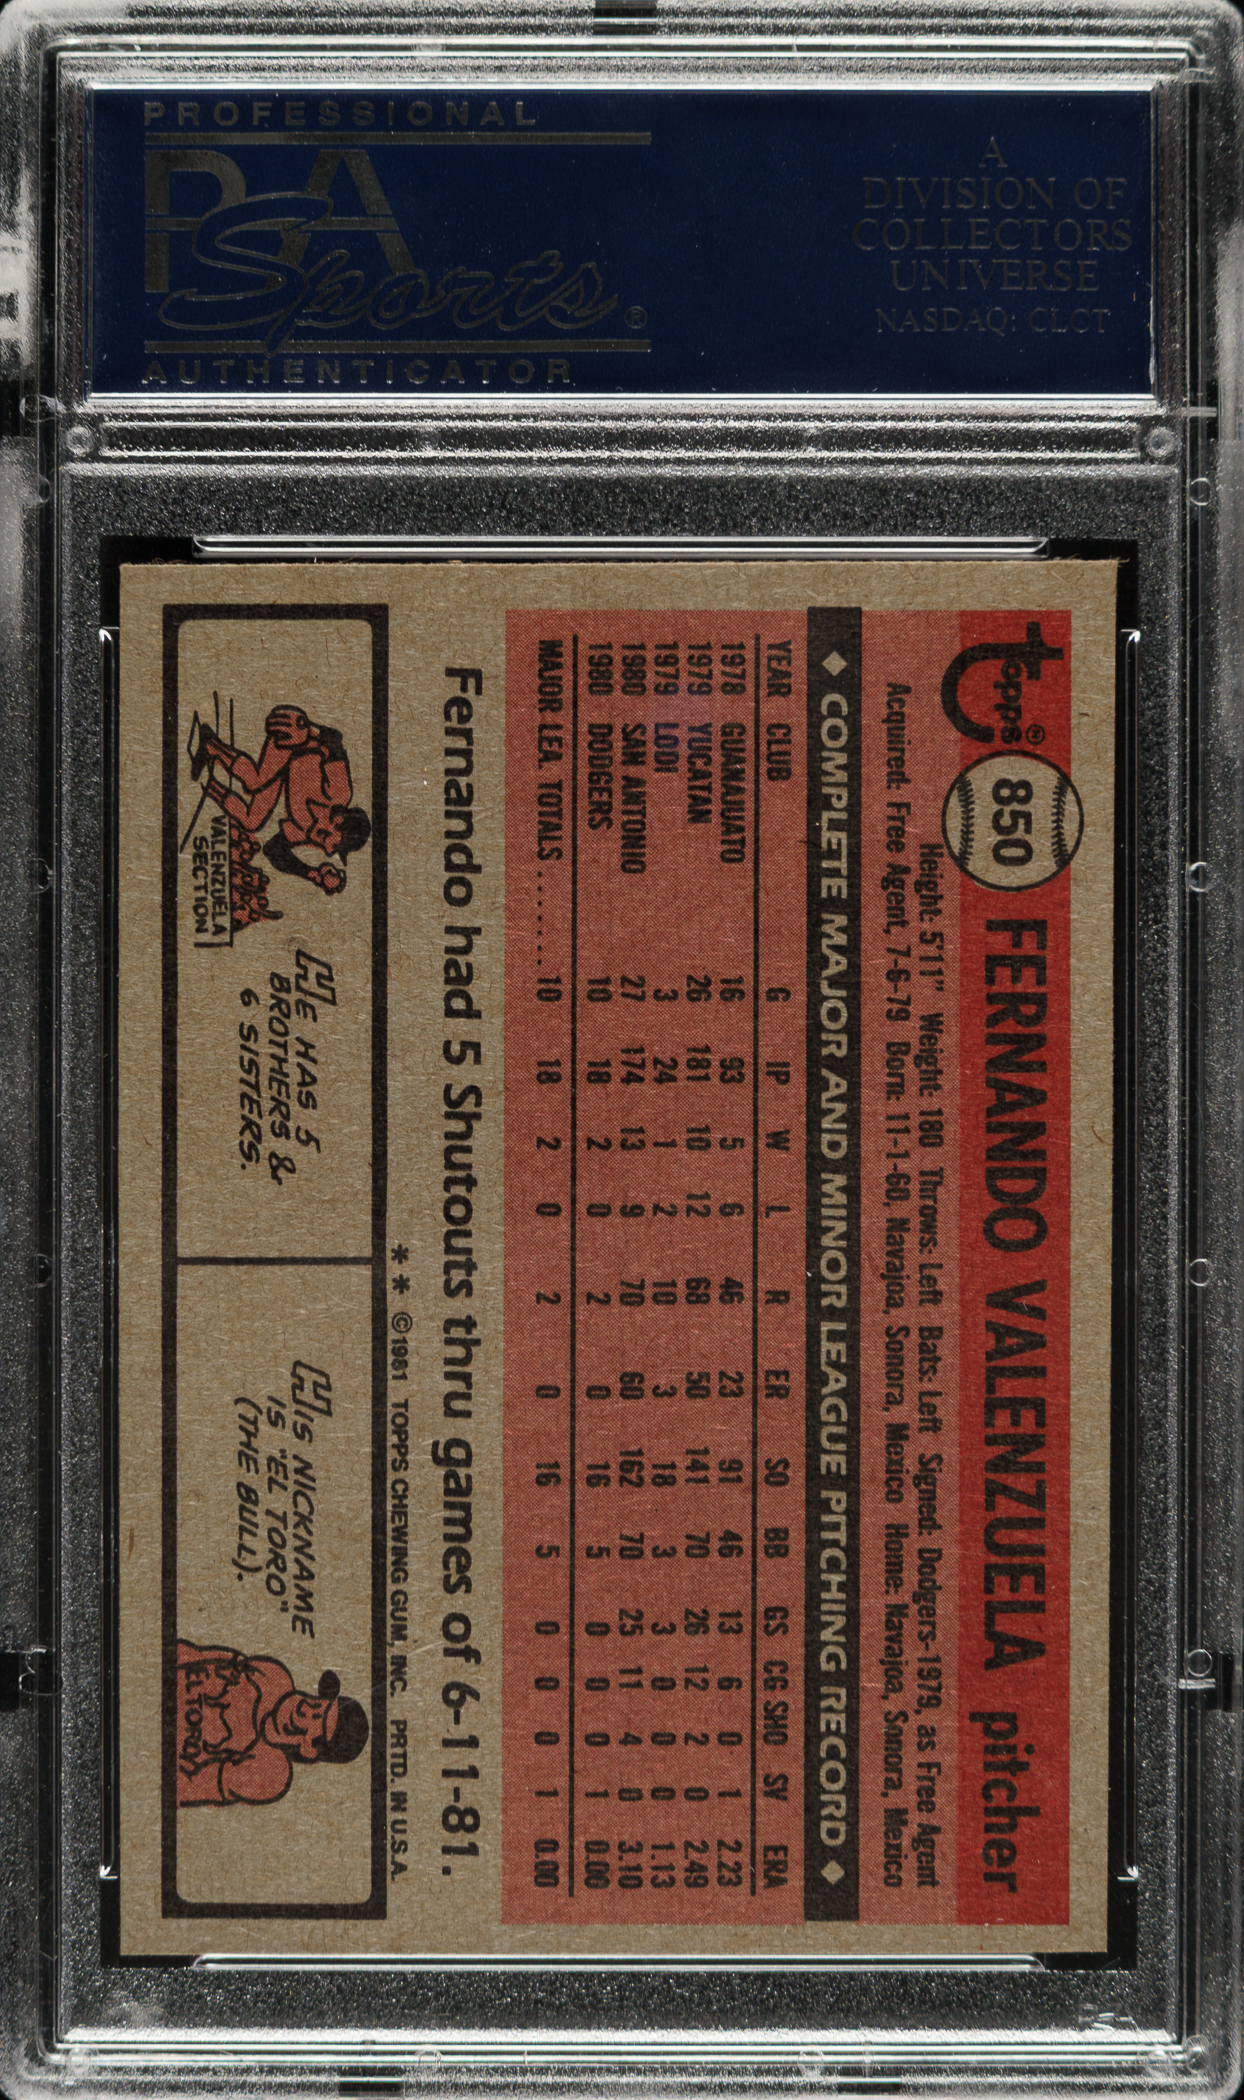 PROFESSIONAL
PSA
Sports®
AUTHENTICATOR
A
DIVISION OF
COLLECTORS
UNIVERSE
NASDAQ: CLCT
topps®
850 FERNANDO VALENZUELA pitcher
Height: 5'11" Weight: 180 Throws: Left Bats: Left Signed: Dodgers-1979, as Free Agent
Acquired: Free Agent, 7-6-79 Born: 11-1-60, Navajoa, Sonora, Mexico Home: Navajoa, Sonora, Mexico
◆ COMPLETE MAJOR AND MINOR LEAGUE PITCHING RECORD ◆
YEAR CLUB G IP W L R ER SO BB GS CG SHO SV ERA
1978 GUANAJUATO 16 93 5 6 46 23 91 46 13 6 0 1 2.23
1979 YUCATAN 26 181 10 12 68 50 141 70 26 12 2 0 2.49
1979 LODI 3 24 1 2 10 3 18 3 3 0 0 0 1.13
1980 SAN ANTONIO 27 174 13 9 70 60 162 70 25 11 4 0 3.10
1980 DODGERS 10 18 2 0 2 0 16 5 0 0 0 1 0.00
MAJOR LEA. TOTALS....... 10 18 2 0 2 0 16 5 0 0 0 1 0.00
Fernando had 5 Shutouts thru games of 6-11-81.
** ©1981 TOPPS CHEWING GUM, INC. PRTD. IN U.S.A.
HE HAS 5
BROTHERS &
6 SISTERS.
VALENZUELA
SECTION
HIS NICKNAME
IS "EL TORO"
(THE BULL).
EL TORO